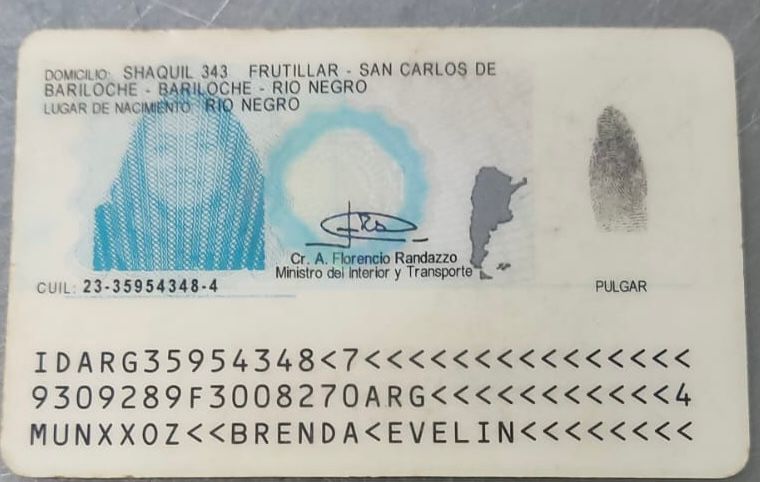 DOMICILIO: SHAQUIL 343 FRUTILLAR - SAN CARLOS DE
BARILOCHE - BARILOCHE - RIO NEGRO
LUGAR DE NACIMIENTO: RIO NEGRO
Cr. A. Florencio Randazzo
Ministro del Interior y Transporte
CUIL: 23-35954348-4
PULGAR
IDARG35954348<7<<<<<<<<<<<<<<<
9309289F3008270ARG<<<<<<<<<<<4
MUNXXOZ<<BRENDA<EVELIN<<<<<<<<